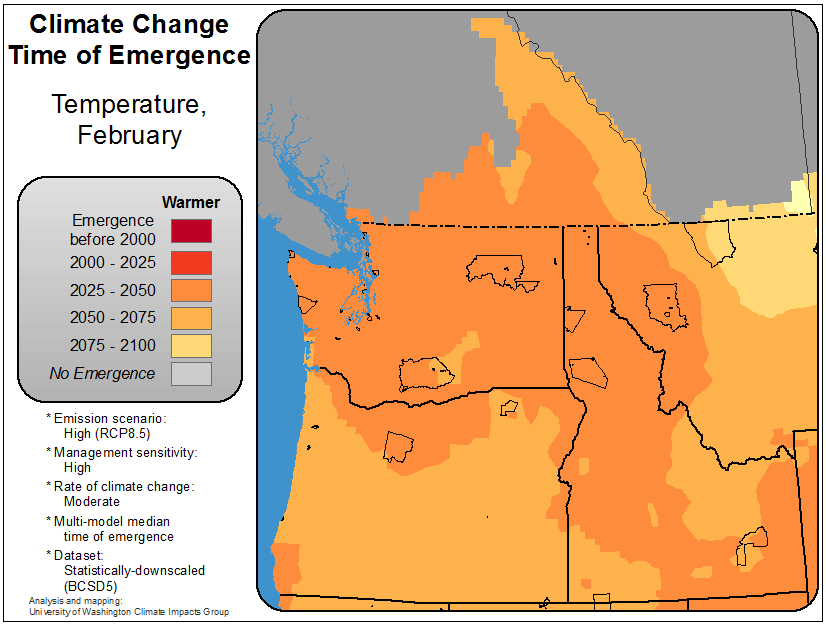 Climate Change
Time of Emergence
Temperature,
February
Warmer
Emergence
before 2000
2000 - 2025
2025 - 2050
2050 - 2075
2075 - 2100
No Emergence
* Emission scenario:
High (RCP8.5)
* Management sensitivity:
High
* Rate of climate change:
Moderate
* Multi-model median
time of emergence
* Dataset:
Statistically-downscaled
(BCSD5)
Analysis and mapping:
University of Washington Climate Impacts Group